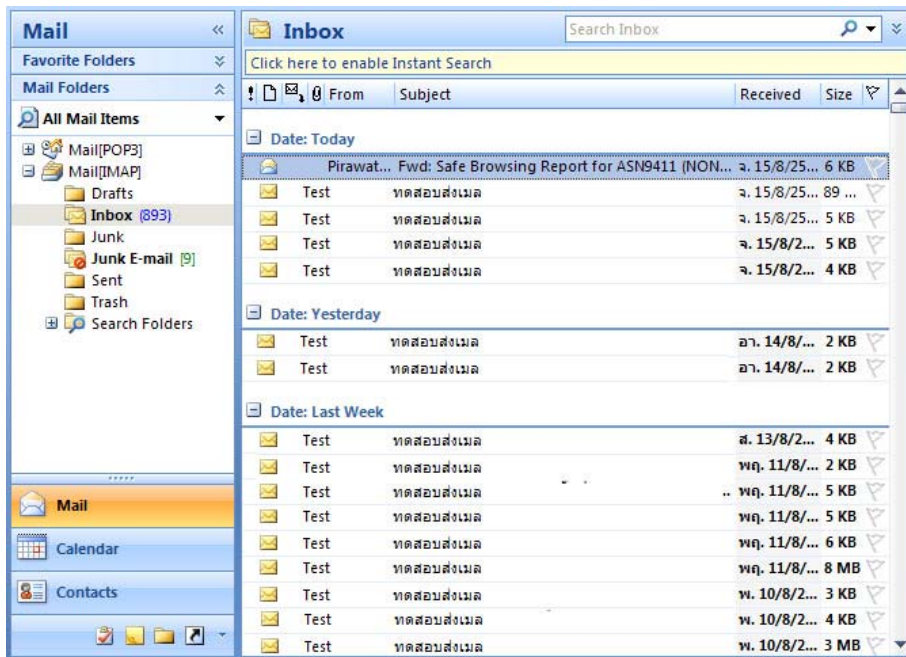 Mail «
Favorite Folders
Mail Folders
All Mail Items
Mail[POP3]
Mail[IMAP]
Drafts
Inbox (893)
Junk
Junk E-mail [9]
Sent
Trash
Search Folders
Mail
Calendar
Contacts
Inbox Search Inbox
Click here to enable Instant Search
From Subject Received Size
Date: Today
Pirawat... Fwd: Safe Browsing Report for ASN9411 (NON... จ. 15/8/25... 6 KB
Test ทดสอบส่งเมล จ. 15/8/25... 89 ...
Test ทดสอบส่งเมล จ. 15/8/25... 5 KB
Test ทดสอบส่งเมล จ. 15/8/2... 5 KB
Test ทดสอบส่งเมล จ. 15/8/2... 4 KB
Date: Yesterday
Test ทดสอบส่งเมล อา. 14/8/... 2 KB
Test ทดสอบส่งเมล อา. 14/8/... 2 KB
Date: Last Week
Test ทดสอบส่งเมล ส. 13/8/2... 4 KB
Test ทดสอบส่งเมล พฤ. 11/8/... 2 KB
Test ทดสอบส่งเมล .. พฤ. 11/8/... 5 KB
Test ทดสอบส่งเมล พฤ. 11/8/... 5 KB
Test ทดสอบส่งเมล พฤ. 11/8/... 6 KB
Test ทดสอบส่งเมล พฤ. 11/8/... 8 MB
Test ทดสอบส่งเมล พ. 10/8/2... 3 KB
Test ทดสอบส่งเมล พ. 10/8/2... 4 KB
Test ทดสอบส่งเมล พ. 10/8/2... 3 MB